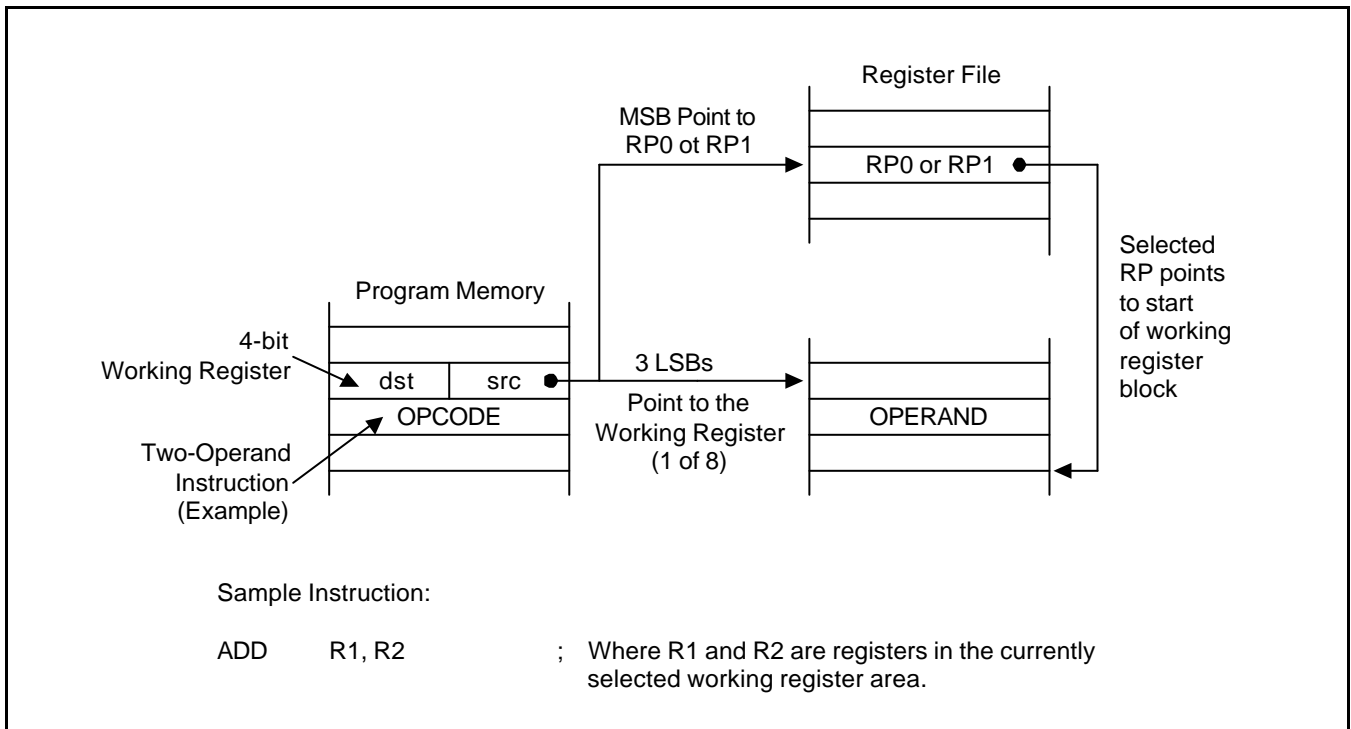 Register File
MSB Point to
RP0 ot RP1
RP0 or RP1
Selected
RP points
to start
of working
register
block
Program Memory
4-bit
Working Register
dst src
3 LSBs
OPCODE
Point to the
Working Register
(1 of 8)
OPERAND
Two-Operand
Instruction
(Example)
Sample Instruction:
ADD R1, R2 ; Where R1 and R2 are registers in the currently
selected working register area.